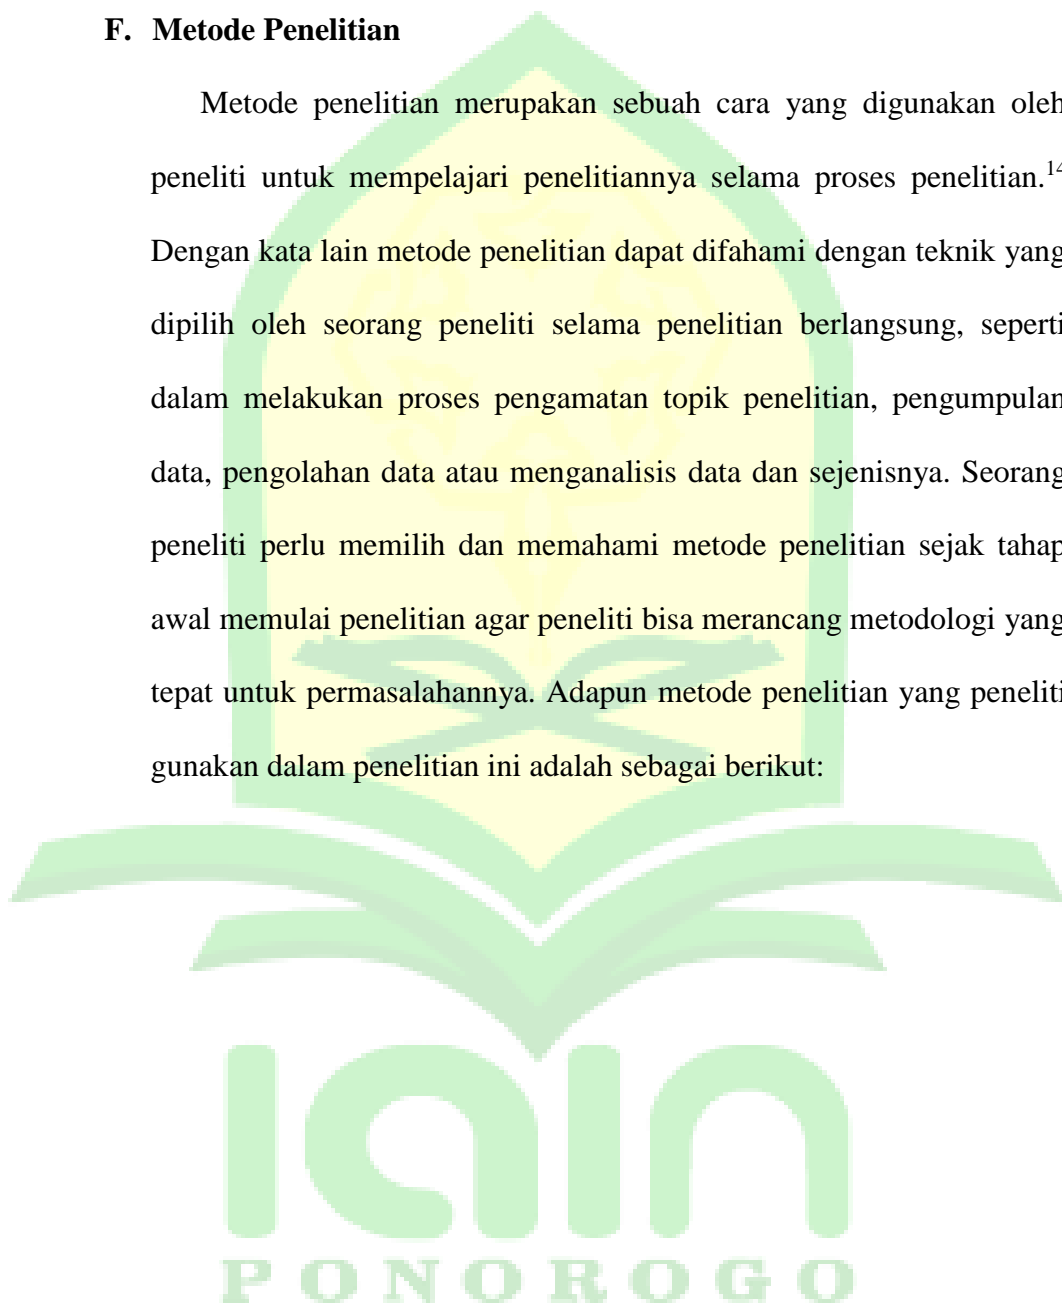 F. Metode Penelitian
Metode penelitian merupakan sebuah cara yang digunakan oleh
peneliti untuk mempelajari penelitiannya selama proses penelitian.14
Dengan kata lain metode penelitian dapat difahami dengan teknik yang
dipilih oleh seorang peneliti selama penelitian berlangsung, seperti
dalam melakukan proses pengamatan topik penelitian, pengumpulan
data, pengolahan data atau menganalisis data dan sejenisnya. Seorang
peneliti perlu memilih dan memahami metode penelitian sejak tahap
awal memulai penelitian agar peneliti bisa merancang metodologi yang
tepat untuk permasalahannya. Adapun metode penelitian yang peneliti
gunakan dalam penelitian ini adalah sebagai berikut:
iain
PONOROGO